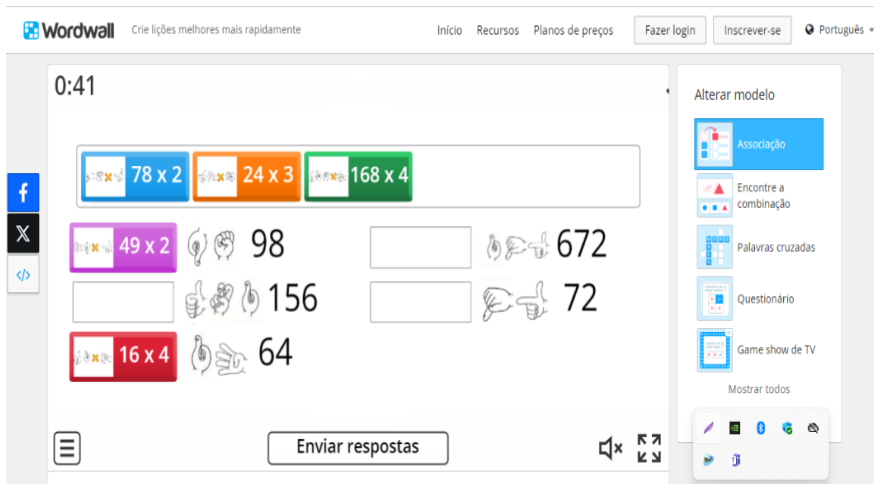 Wordwall Crie lições melhores mais rapidamente Início Recursos Planos de preços Fazer login Inscrever-se Português
0:41
78 x 2 24 x 3 168 x 4
49 x 2 98 672
156 72
16 x 4 64
Enviar respostas
Alterar modelo
Associação
Encontre a
combinação
Palavras cruzadas
Questionário
Game show de TV
Mostrar todos